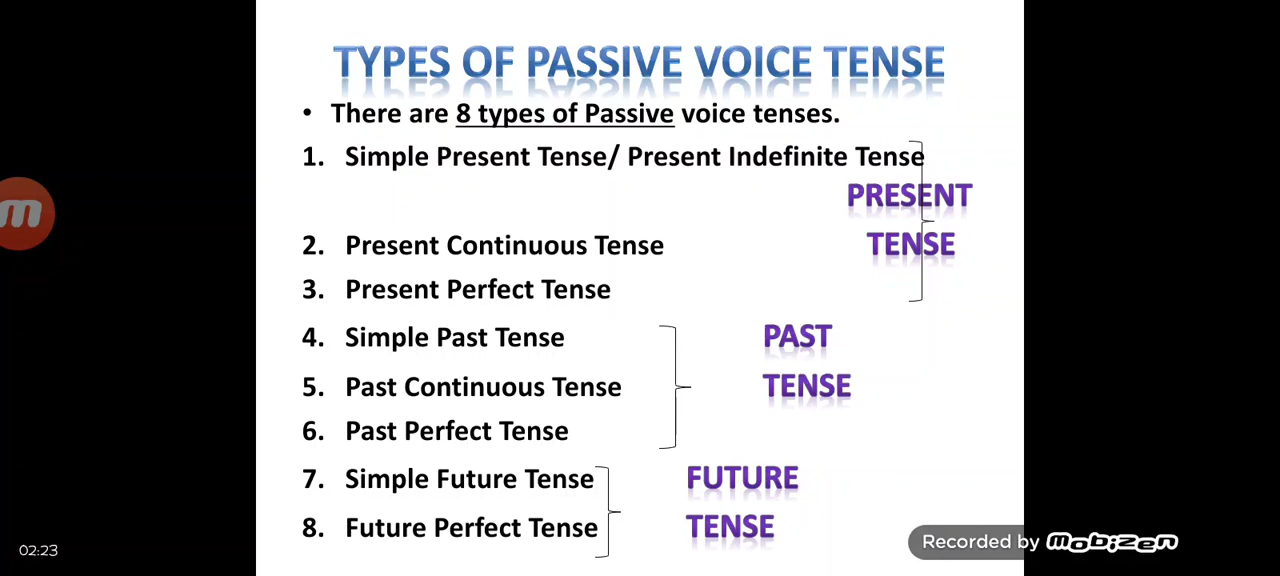 TYPES OF PASSIVE VOICE TENSE
• There are 8 types of Passive voice tenses.
1. Simple Present Tense/ Present Indefinite Tense
PRESENT
2. Present Continuous Tense TENSE
3. Present Perfect Tense
4. Simple Past Tense PAST
5. Past Continuous Tense TENSE
6. Past Perfect Tense
7. Simple Future Tense FUTURE
8. Future Perfect Tense TENSE
Recorded by mobizen
02:23